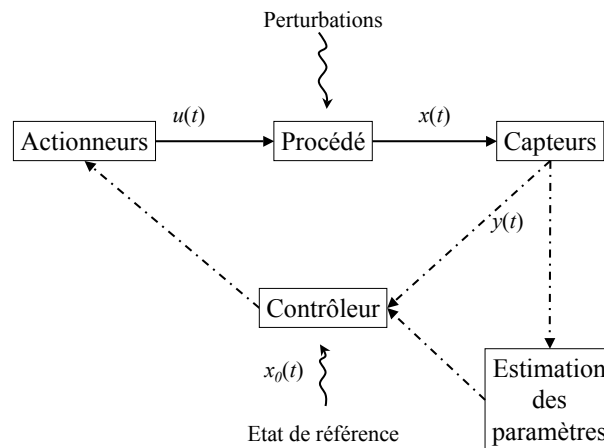 Perturbations
u(t)
x(t)
Actionneurs
Procédé
Capteurs
y(t)
Contrôleur
x₀(t)
Estimation
des
paramètres
Etat de référence